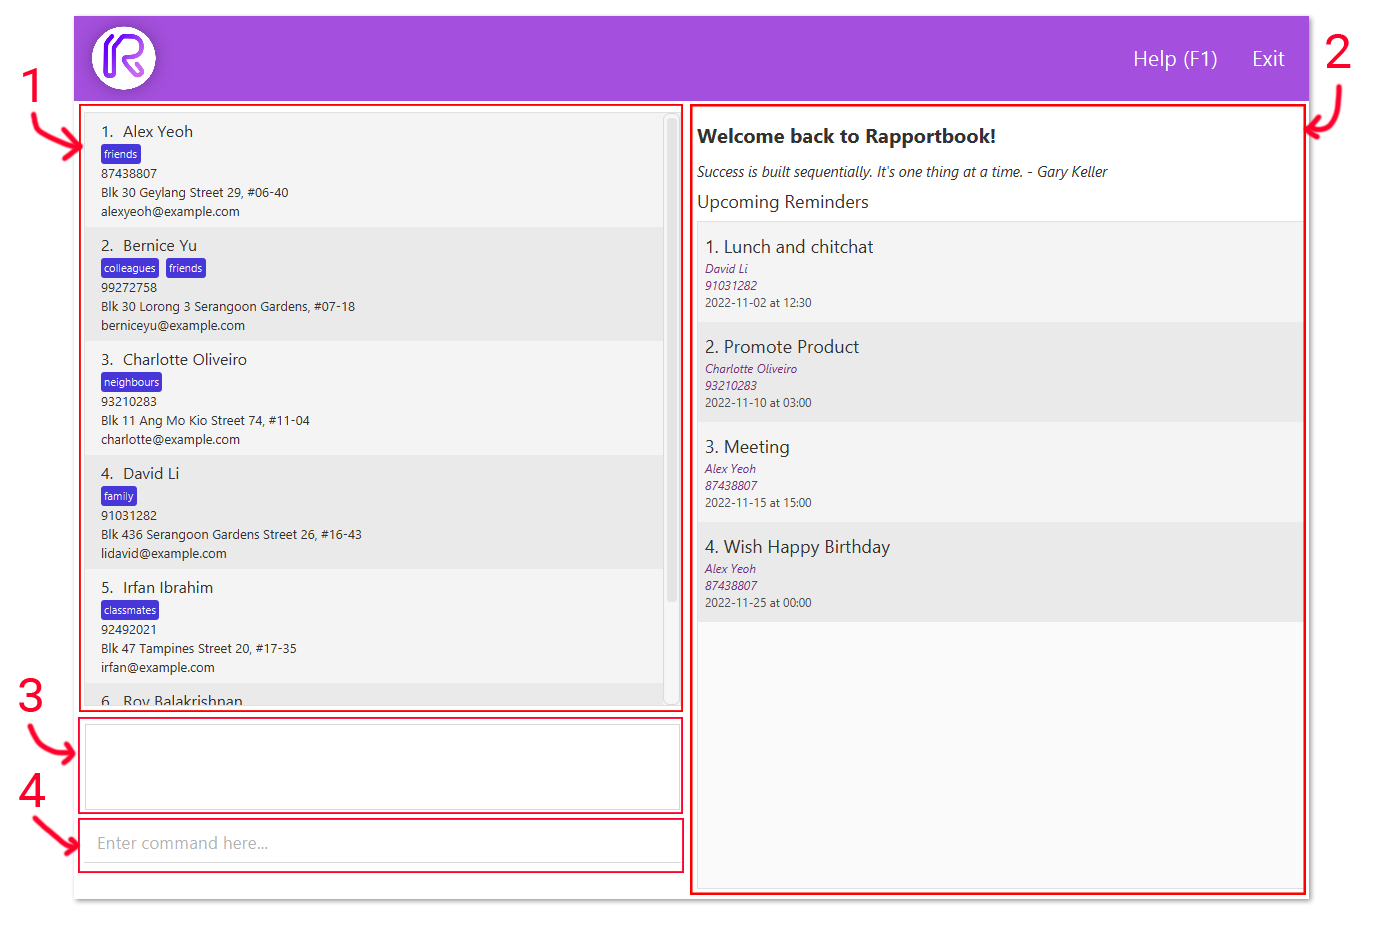 R
Help (F1) Exit
1
2
1. Alex Yeoh
friends
87438807
Blk 30 Geylang Street 29, #06-40
alexyeoh@example.com
2. Bernice Yu
colleagues friends
99272758
Blk 30 Lorong 3 Serangoon Gardens, #07-18
berniceyu@example.com
3. Charlotte Oliveiro
neighbours
93210283
Blk 11 Ang Mo Kio Street 74, #11-04
charlotte@example.com
4. David Li
family
91031282
Blk 436 Serangoon Gardens Street 26, #16-43
lidavid@example.com
5. Irfan Ibrahim
classmates
92492021
Blk 47 Tampines Street 20, #17-35
irfan@example.com
6. Roy Balakrishnan
3
4
Enter command here...
Welcome back to Rapportbook!
Success is built sequentially. It's one thing at a time. - Gary Keller
Upcoming Reminders
1. Lunch and chitchat
David Li
91031282
2022-11-02 at 12:30
2. Promote Product
Charlotte Oliveiro
93210283
2022-11-10 at 03:00
3. Meeting
Alex Yeoh
87438807
2022-11-15 at 15:00
4. Wish Happy Birthday
Alex Yeoh
87438807
2022-11-25 at 00:00